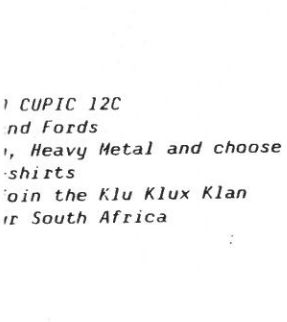 CUPIC 12C
nd Fords
, Heavy Metal and choose
-shirts
oin the Klu Klux Klan
r South Africa